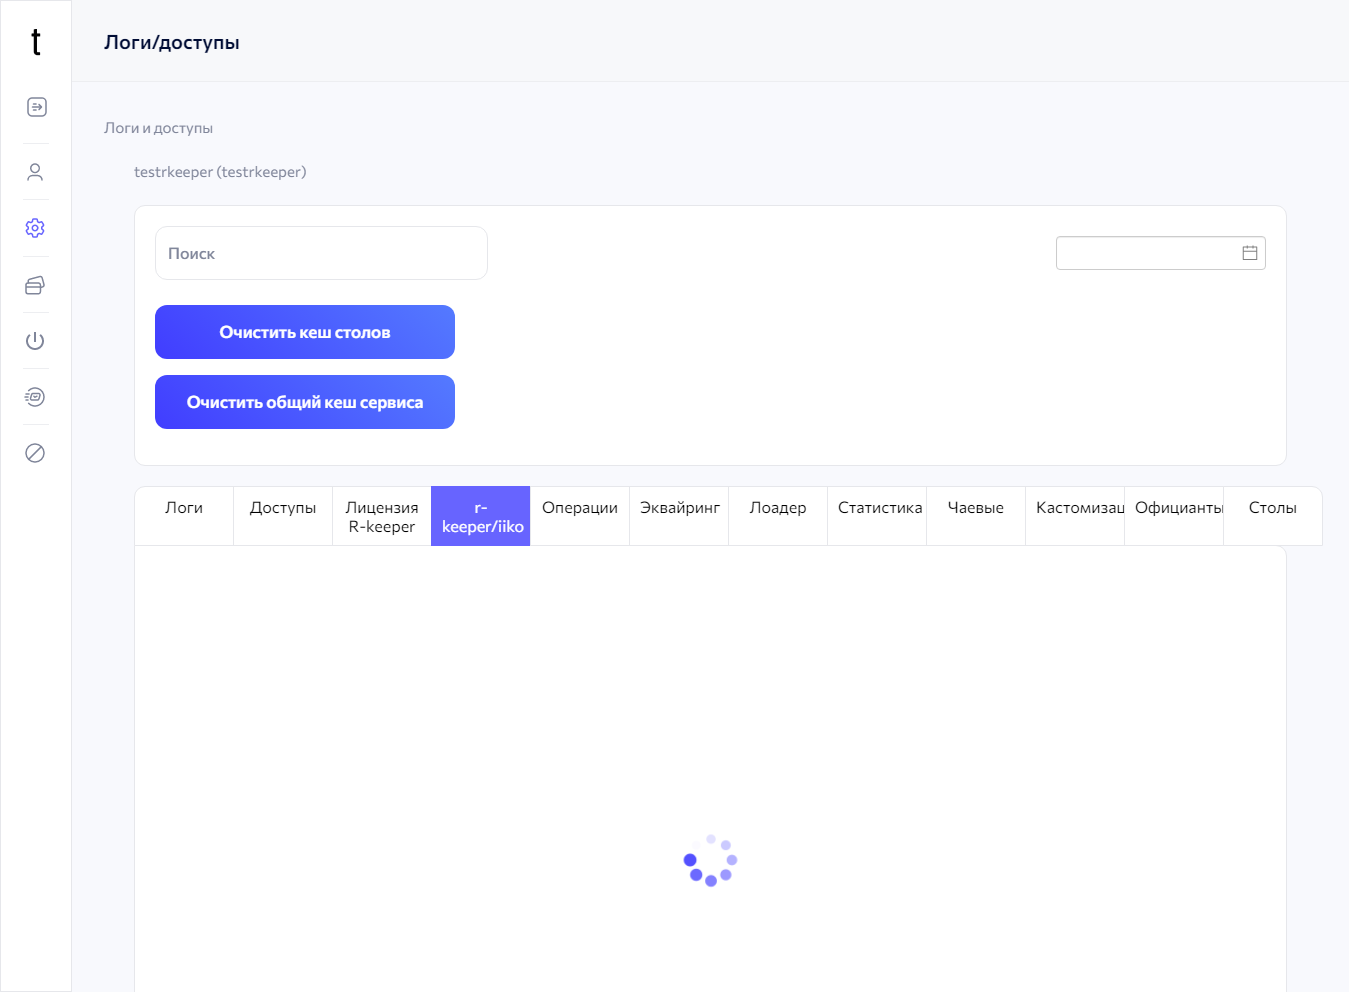 t
Логи/доступы
Логи и доступы
testrkeeper (testrkeeper)
Поиск
Очистить кеш столов
Очистить общий кеш сервиса
Логи
Доступы
Лицензия
R-keeper
r-
keeper/iiko
Операции
Эквайринг
Лоадер
Статистика
Чаевые
Кастомизац
Официанты
Столы